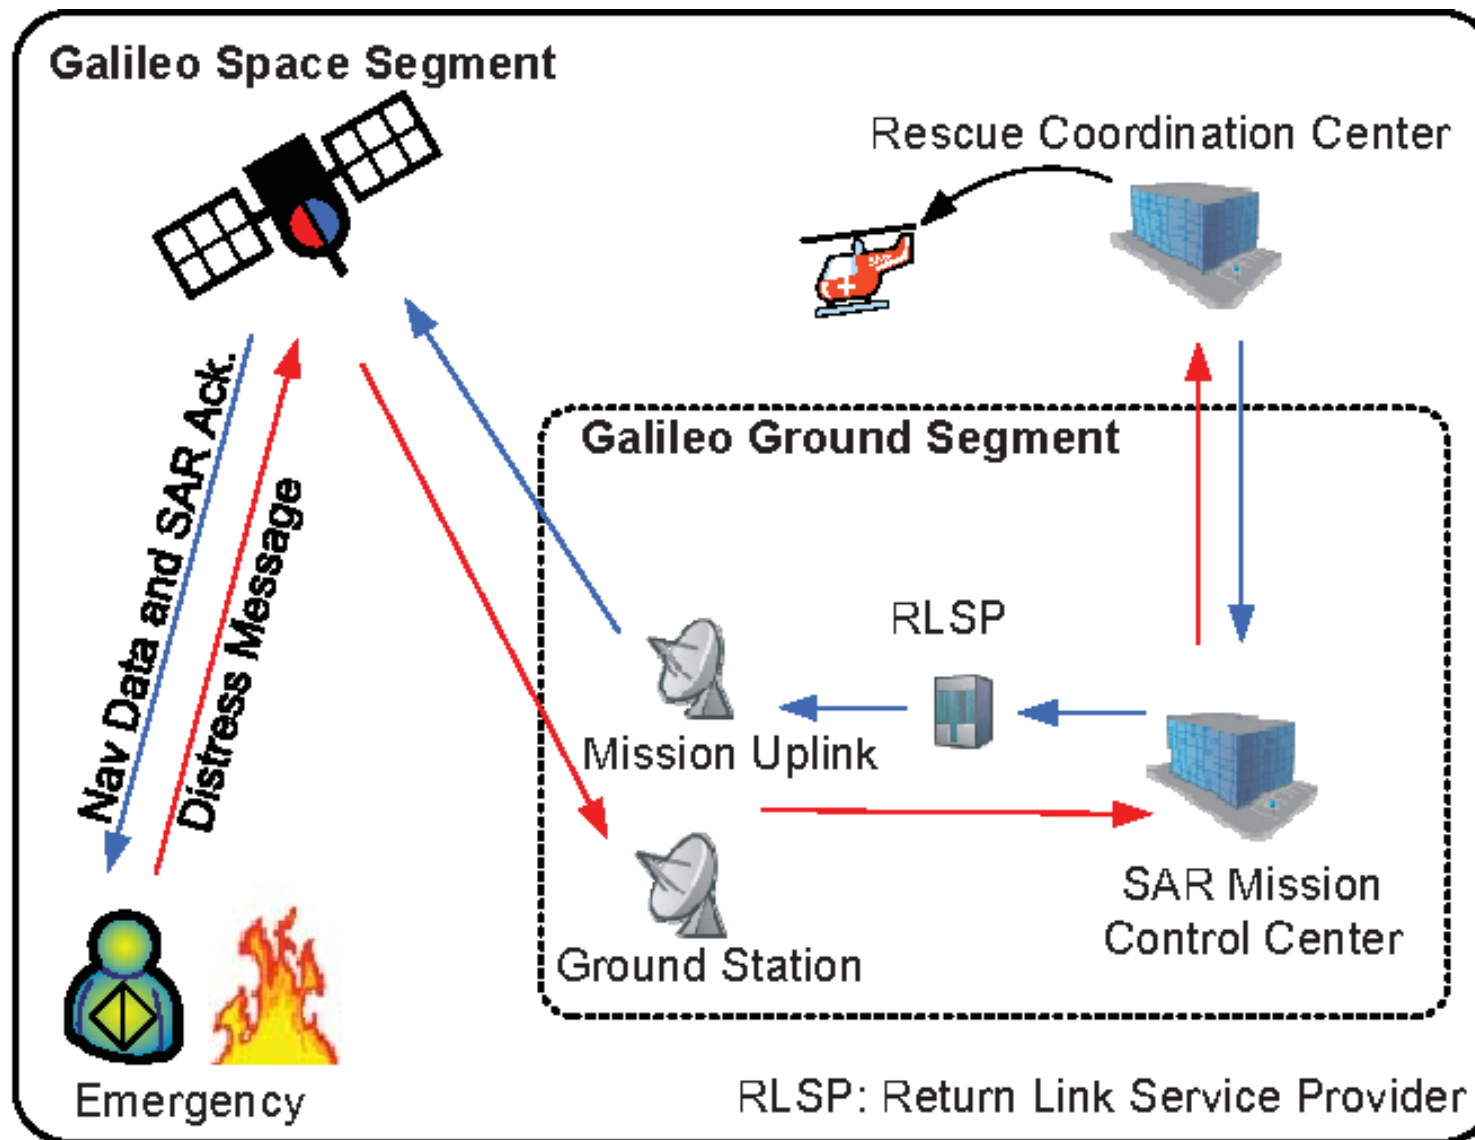 Galileo Space Segment
Rescue Coordination Center
Galileo Ground Segment
Nav Data and SAR Ack.
Distress Message
RLSP
Mission Uplink
SAR Mission
Control Center
Ground Station
Emergency
RLSP: Return Link Service Provider